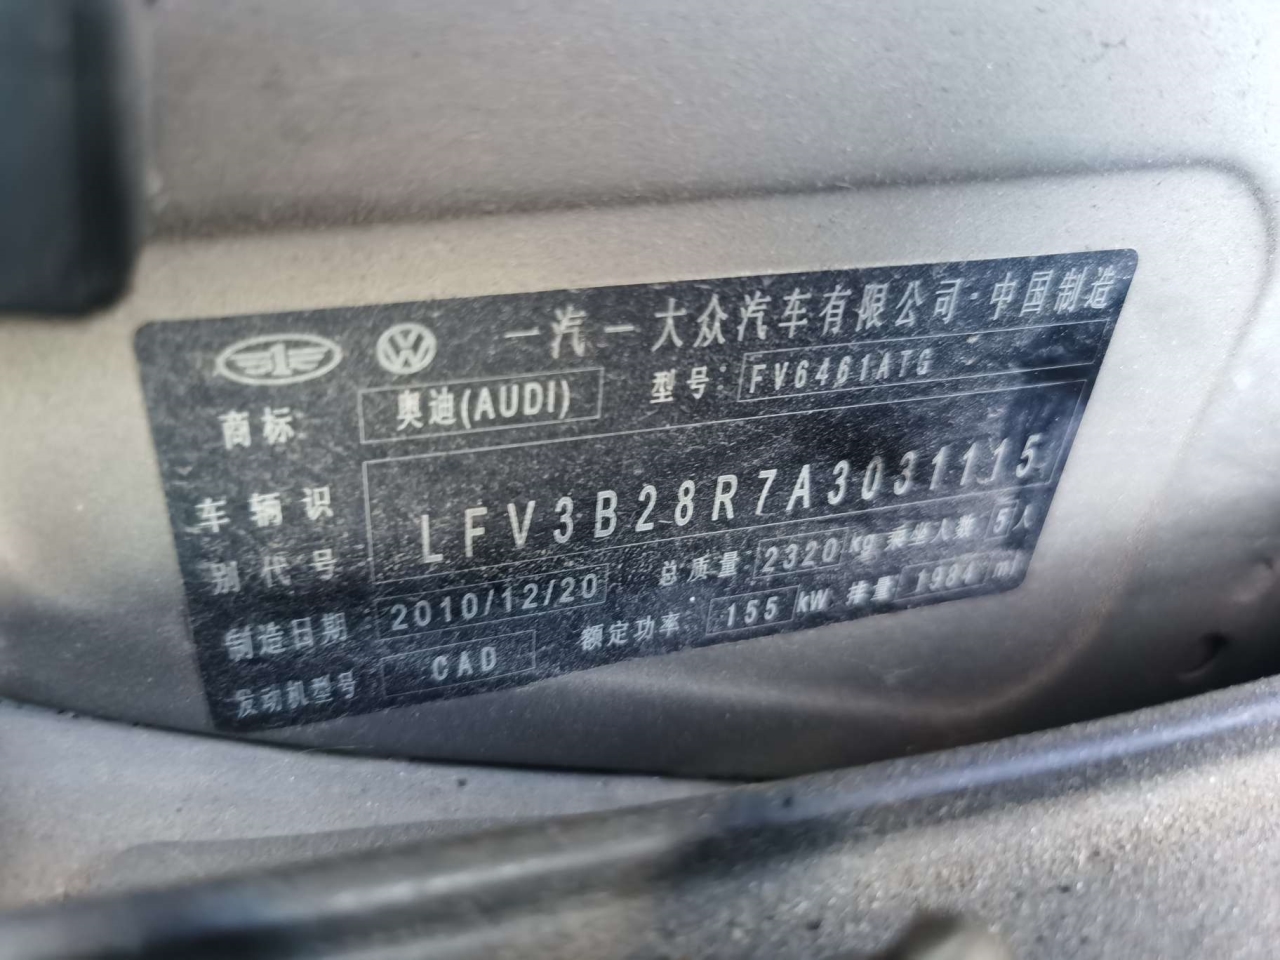 一汽一大众汽车有限公司·中国制造
商标 奥迪(AUDI) 型号: FV6461ATG
车辆识别代号 LFV3B28R7A3031115
制造日期 2010/12/20 总质量: 2320 kg 乘坐人数 5 人
发动机型号 CAD 额定功率: 155 kW 排量 1984 ml